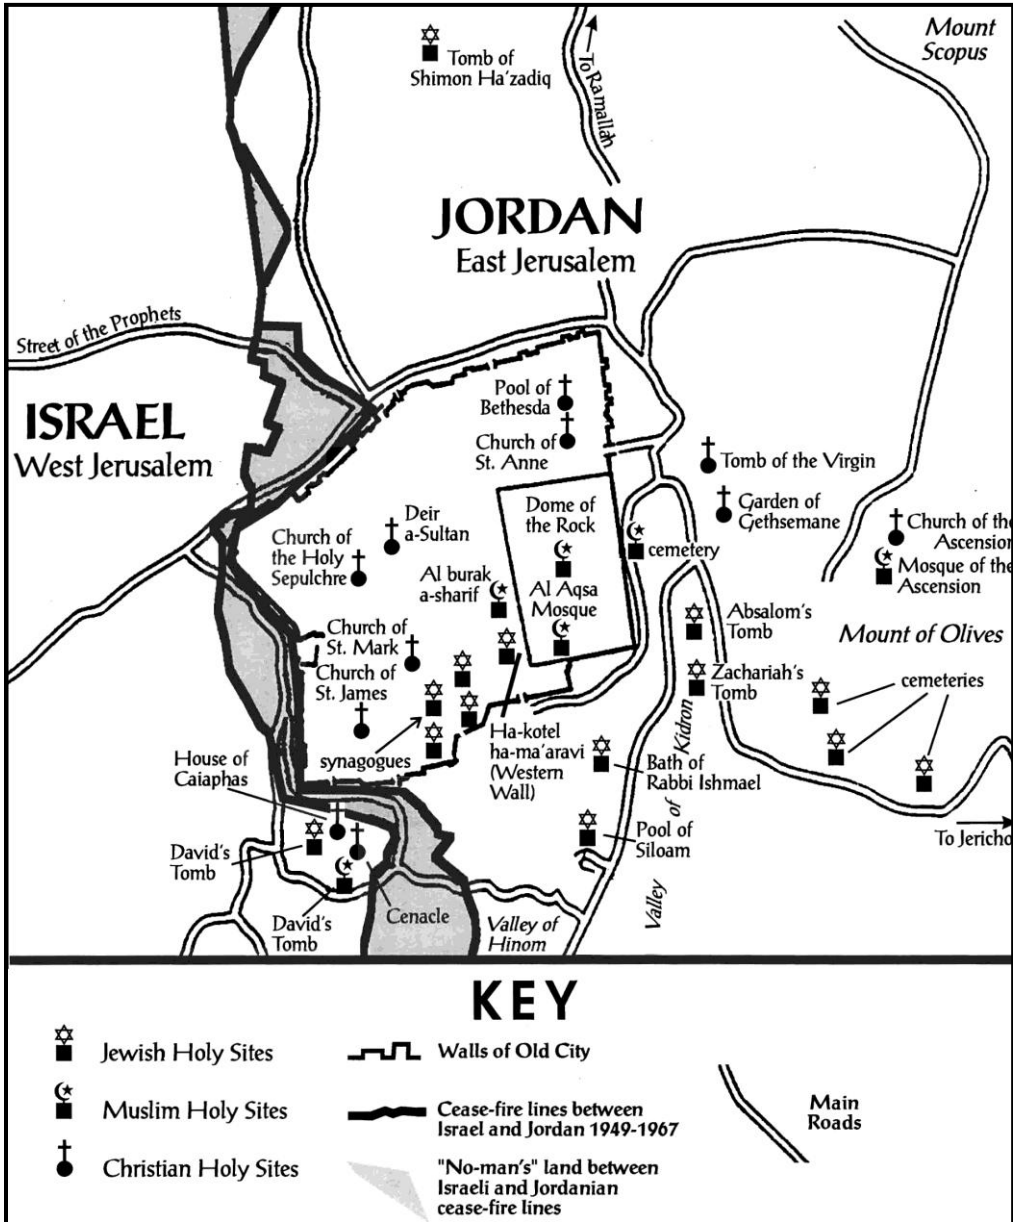 Mount
Scopus
Tomb of
Shimon Ha'zadiq
To Ramallah
JORDAN
East Jerusalem
Street of the Prophets
ISRAEL
West Jerusalem
Pool of
Bethesda
Church of
St. Anne
Tomb of the Virgin
Garden of
Gethsemane
Church of the
Ascension
Mosque of the
Ascension
Dome of
the Rock
cemetery
Deir
a-Sultan
Church of
the Holy
Sepulchre
Al burak
a-sharif
Al Aqsa
Mosque
Absalom's
Tomb
Mount of Olives
Church of
St. Mark
Church of
St. James
Zachariah's
Tomb
cemeteries
synagogues
Ha-kotel
ha-ma'aravi
(Western
Wall)
Bath of
Rabbi Ishmael
House of
Caiaphas
Pool of
Siloam
To Jericho
David's
Tomb
David's
Tomb
Cenacle
Valley of
Hinom
Valley of Kidron
KEY
Jewish Holy Sites
Muslim Holy Sites
Christian Holy Sites
Walls of Old City
Cease-fire lines between
Israel and Jordan 1949-1967
"No-man's" land between
Israeli and Jordanian
cease-fire lines
Main
Roads